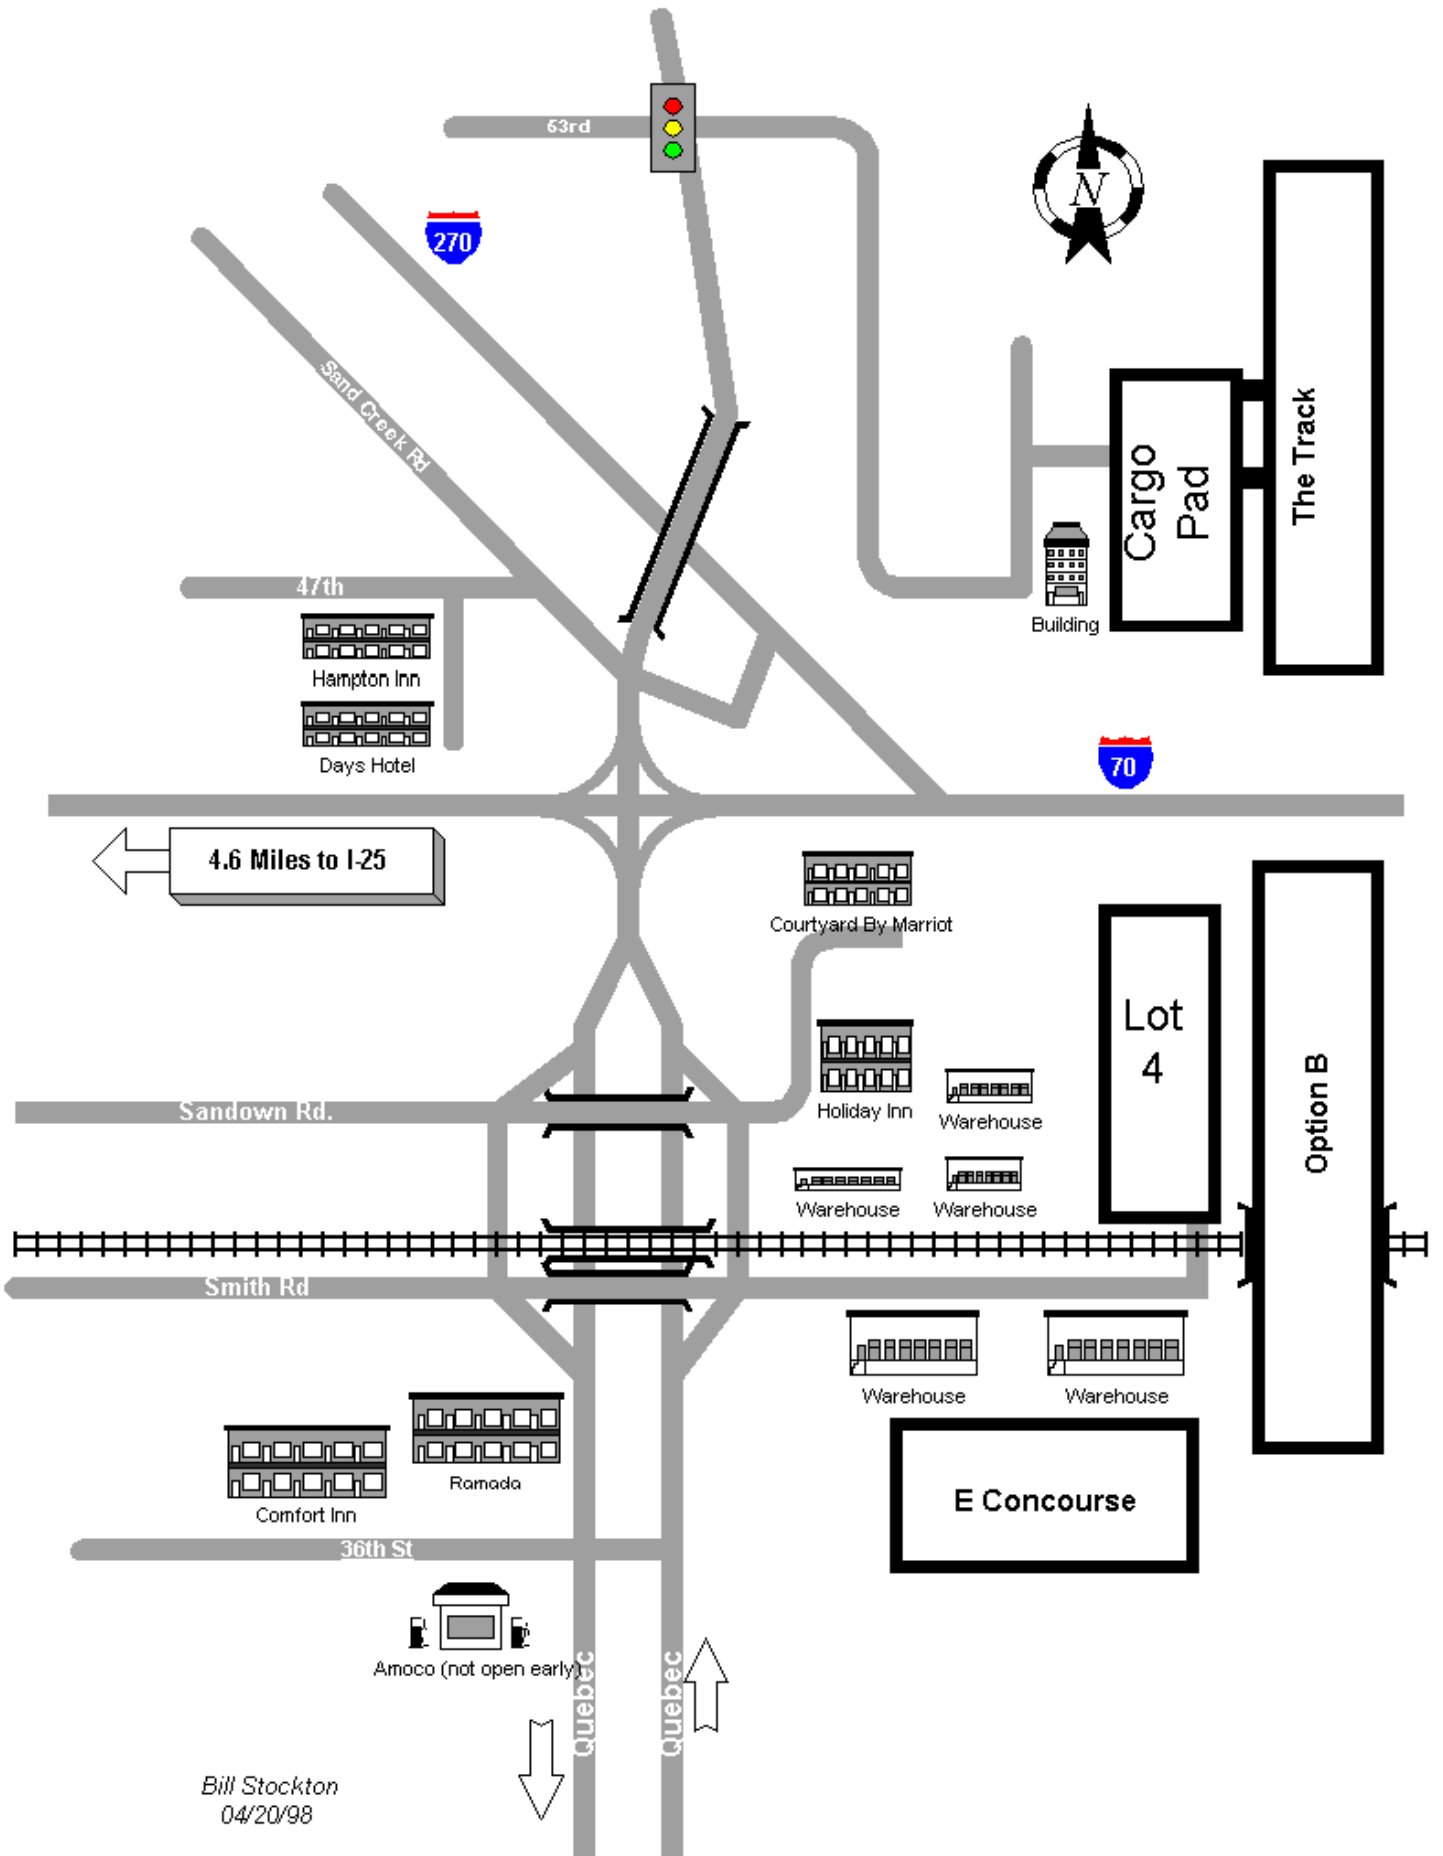 53rd
N
270
Sand Creek Rd
The Track
Cargo
Pad
47th
Building
Hampton Inn
Days Hotel
70
4.6 Miles to I-25
Courtyard By Marriot
Lot
4
Option B
Sandown Rd.
Holiday Inn
Warehouse
Warehouse
Warehouse
Smith Rd
Warehouse
Warehouse
Ramada
Comfort Inn
E Concourse
36th St
Amoco (not open early)
Quebec
Quebec
Bill Stockton
04/20/98